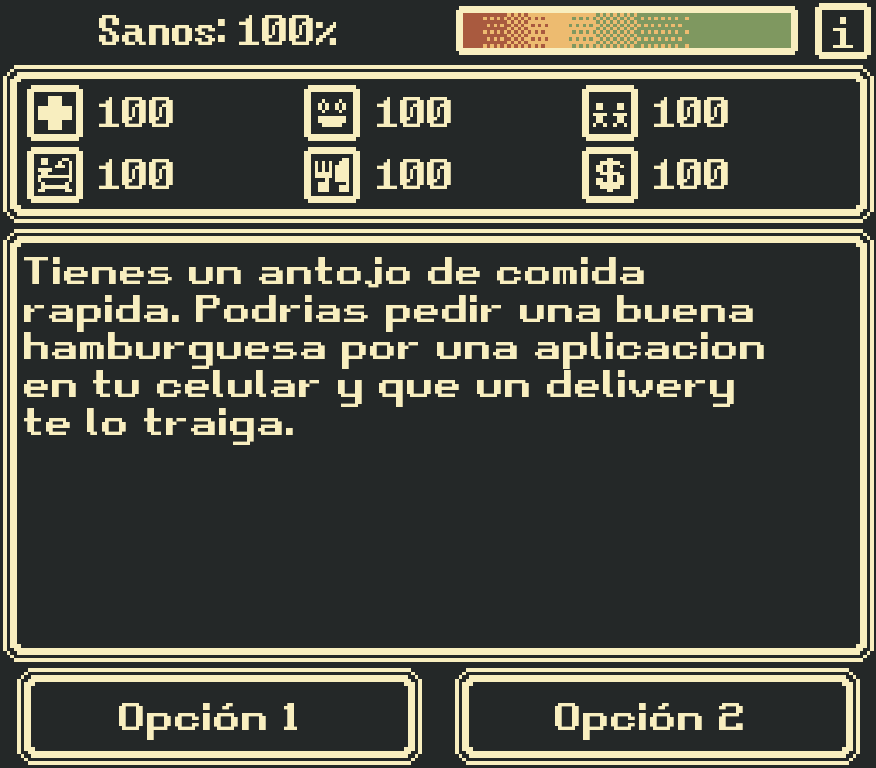 Sanos: 100%
i
100 100 100
100 100 $ 100
Tienes un antojo de comida
rapida. Podrias pedir una buena
hamburguesa por una aplicacion
en tu celular y que un delivery
te lo traiga.
Opción 1 Opción 2